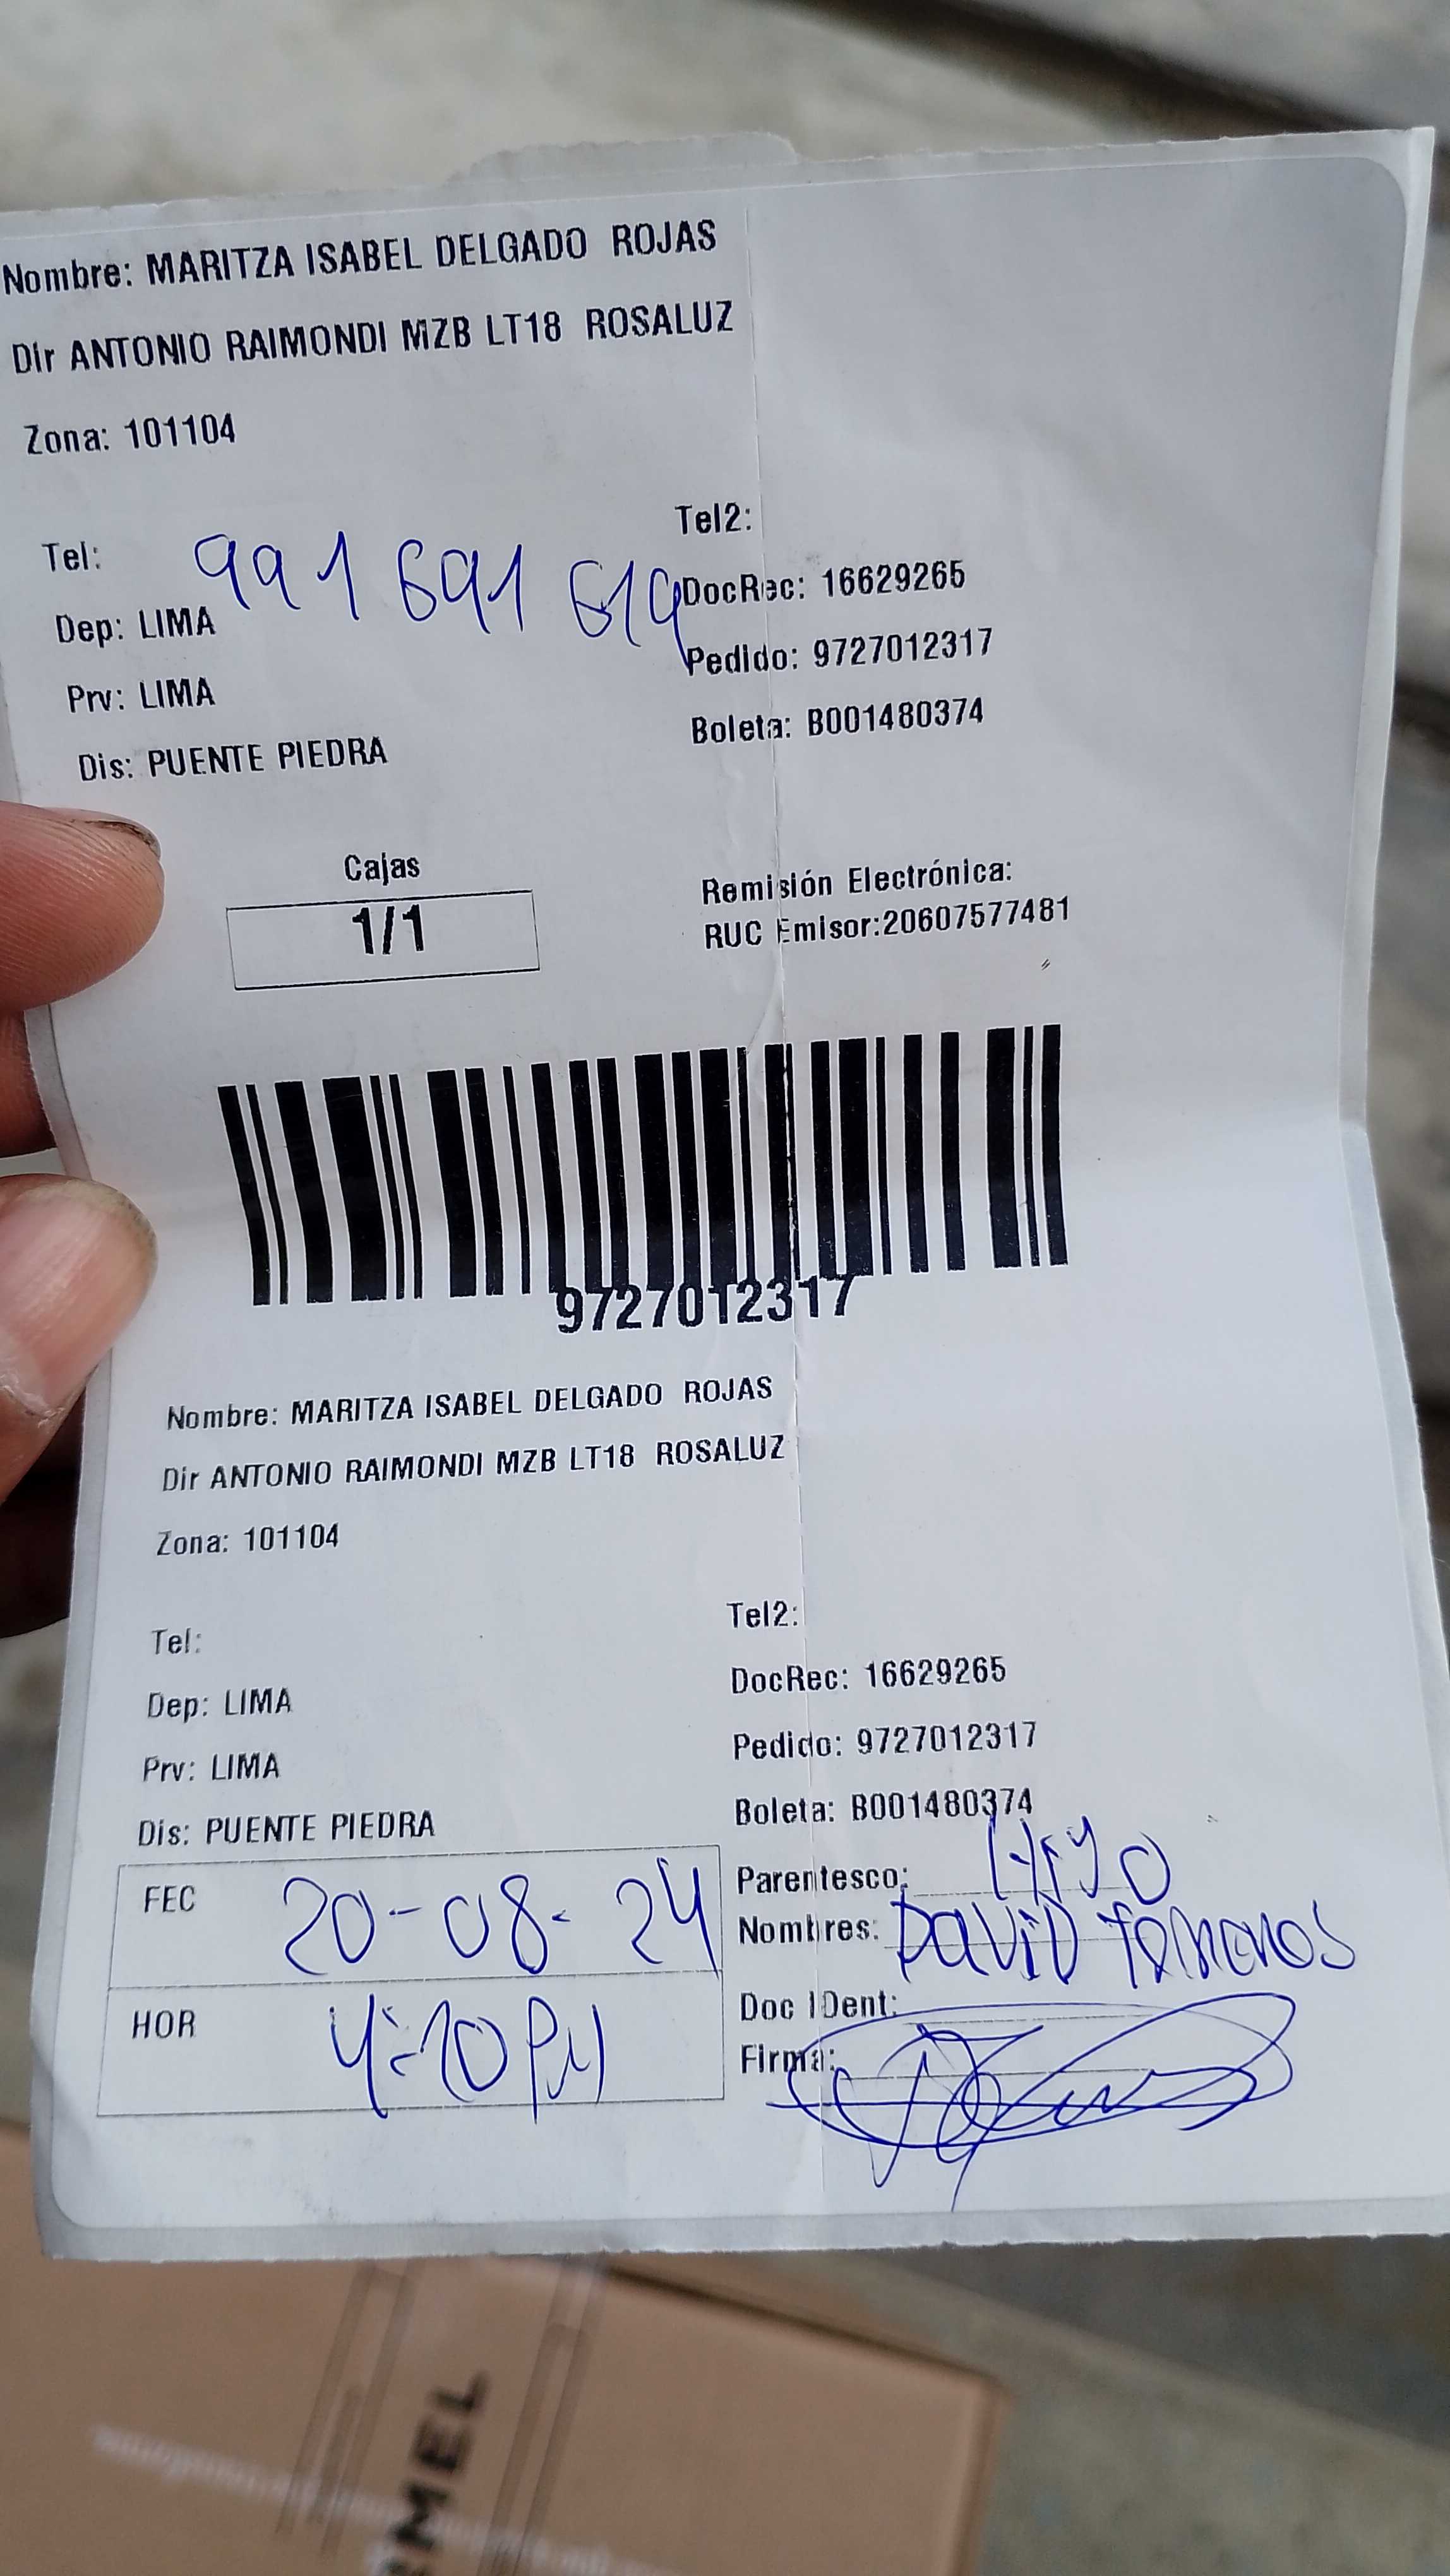 Nombre: MARITZA ISABEL DELGADO ROJAS
Dir ANTONIO RAIMONDI MZB LT18 ROSALUZ
Zona: 101104
Tel: 991 691 619
Tel2:
Dep: LIMA
DocRec: 16629265
Prv: LIMA
Pedido: 9727012317
Dis: PUENTE PIEDRA
Boleta: B001480374
Cajas
1/1
Remisión Electrónica:
RUC Emisor:20607577481
9727012317
Nombre: MARITZA ISABEL DELGADO ROJAS
Dir ANTONIO RAIMONDI MZB LT18 ROSALUZ
Zona: 101104
Tel:
Tel2:
Dep: LIMA
DocRec: 16629265
Prv: LIMA
Pedido: 9727012317
Dis: PUENTE PIEDRA
Boleta: B001480374
FEC 20-08-24
Parentesco: Hijo
Nombres: DAVID
HOR 4:10 PM
Doc IDent:
Firma: